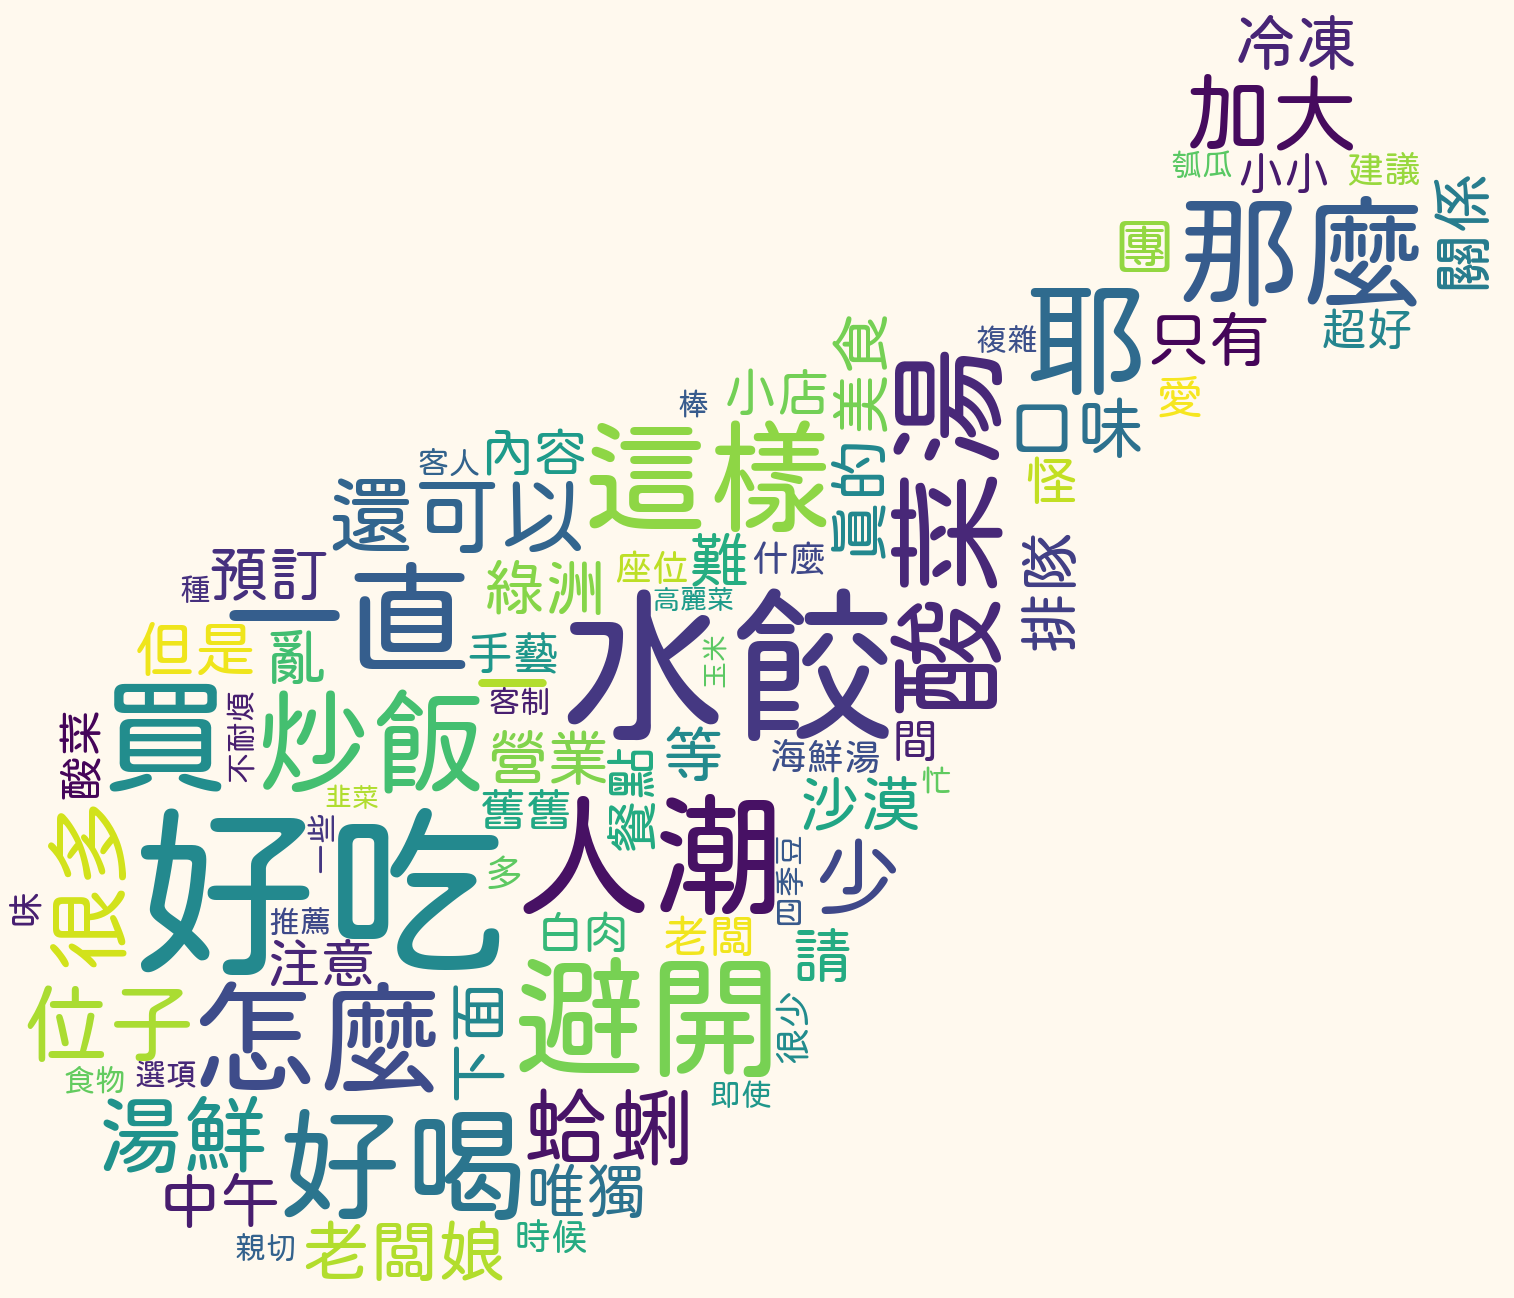 冷凍
加大
瓠瓜
小小
建議
關係
團
那麼
超好
耶
只有
複雜
愛
口味
怪
美食
小店
棒
酸菜湯
真的
這樣
內容
客人
還
可以
排隊
難
什麼
座位
高麗菜
綠洲
預訂
種
一直
水餃
但是
亂
手藝
一
客制
玉米
買
不耐煩
炒飯
酸菜
營業
餐點
等
間
海鮮湯
忙
沙漠
韭菜
舊舊
很多
好吃
一些
人潮
多
四季豆
少
味
推薦
注意
白肉
老闆
請
位子
怎麼
下面
避開
很少
食物
選項
即使
湯鮮
好喝
蛤蜊
唯獨
中午
親切
老闆娘
時候